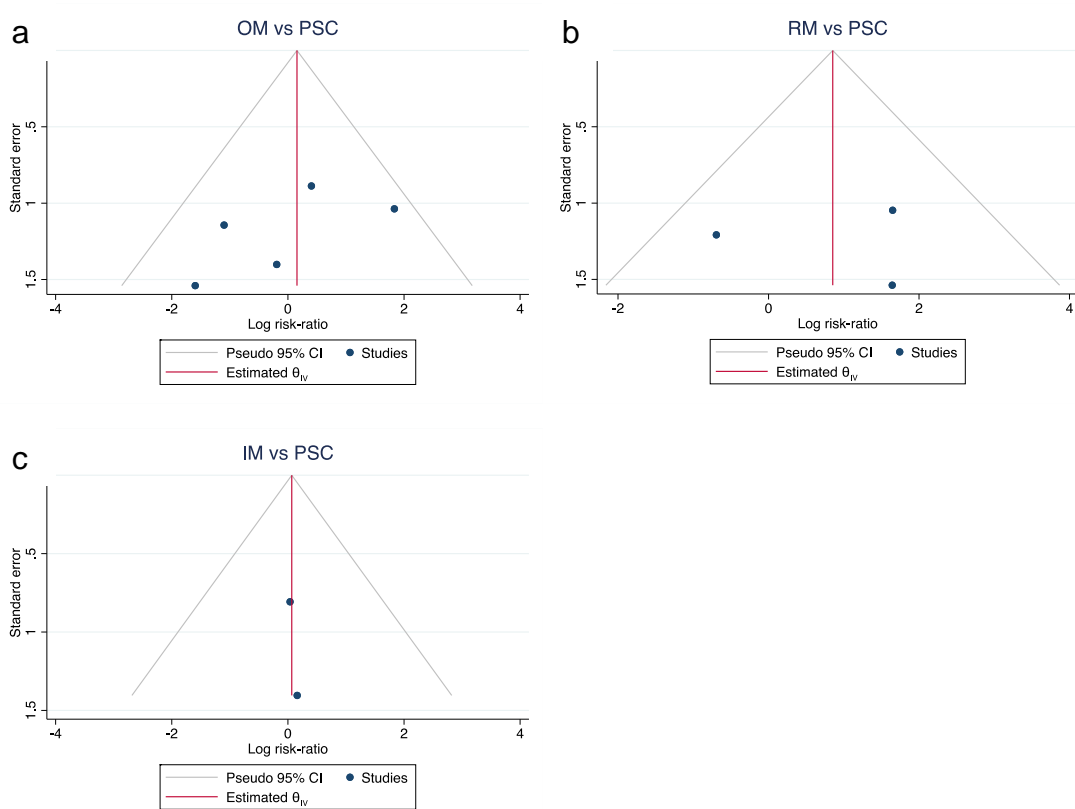 a
OM vs PSC
0
.5
1
1.5
Standard error
-4
-2
0
2
4
Log risk-ratio
Pseudo 95% CI
Studies
Estimated θIV
b
RM vs PSC
0
.5
1
1.5
Standard error
-2
0
2
4
Log risk-ratio
Pseudo 95% CI
Studies
Estimated θIV
c
IM vs PSC
0
.5
1
1.5
Standard error
-4
-2
0
2
4
Log risk-ratio
Pseudo 95% CI
Studies
Estimated θIV